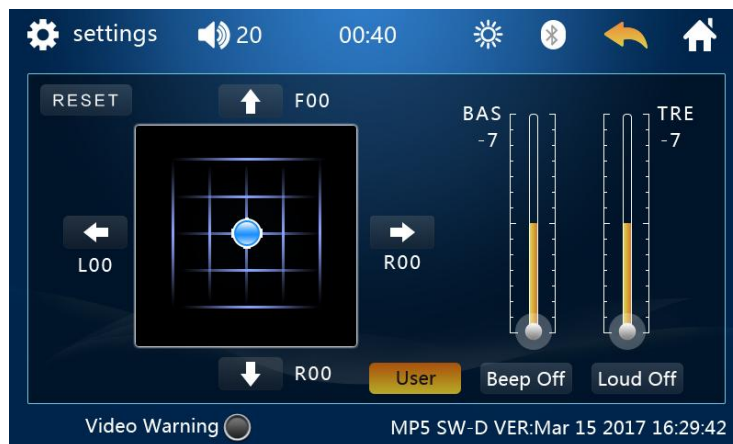 settings 20 00:40
RESET F00 BAS TRE
-7 -7
L00 R00
R00 User Beep Off Loud Off
Video Warning MP5 SW-D VER:Mar 15 2017 16:29:42